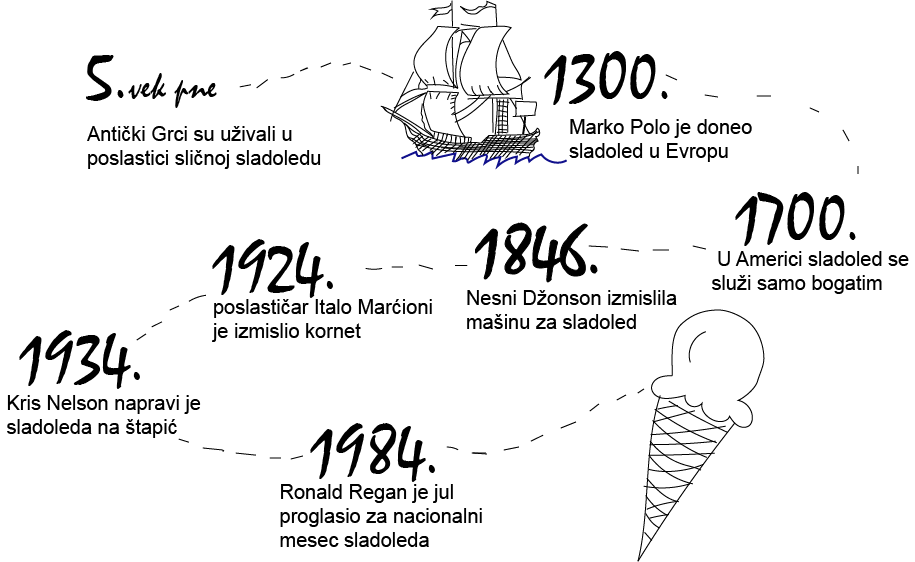 5. vek pne
Antički Grci su uživali u
poslastici sličnoj sladoledu
1300.
Marko Polo je doneo
sladoled u Evropu
1700.
U Americi sladoled se
služi samo bogatim
1846.
Nesni Džonson izmislila
mašinu za sladoled
1924.
poslastičar Italo Marćioni
je izmislio kornet
1934.
Kris Nelson napravi je
sladoleda na štapić
1984.
Ronald Regan je jul
proglasio za nacionalni
mesec sladoleda